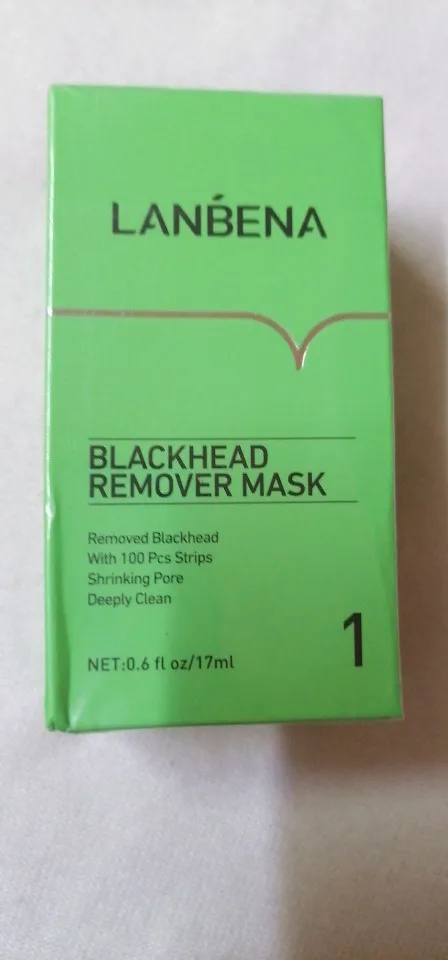 LANBENA
BLACKHEAD
REMOVER MASK
Removed Blackhead
With 100 Pcs Strips
Shrinking Pore
Deeply Clean
NET:0.6 fl oz/17ml
1